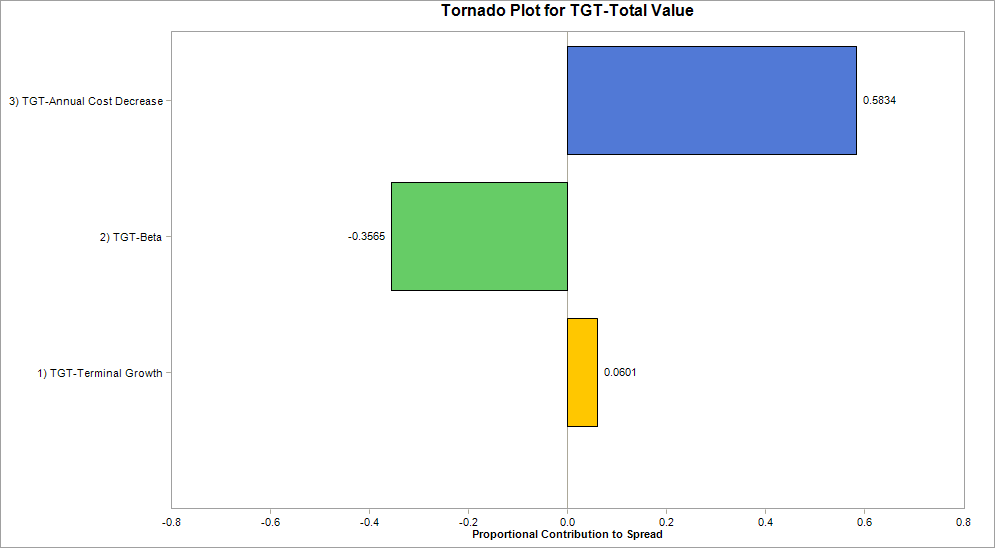 Tornado Plot for TGT-Total Value
3) TGT-Annual Cost Decrease
0.5834
2) TGT-Beta
-0.3565
1) TGT-Terminal Growth
0.0601
-0.8 -0.6 -0.4 -0.2 0.0 0.2 0.4 0.6 0.8
Proportional Contribution to Spread